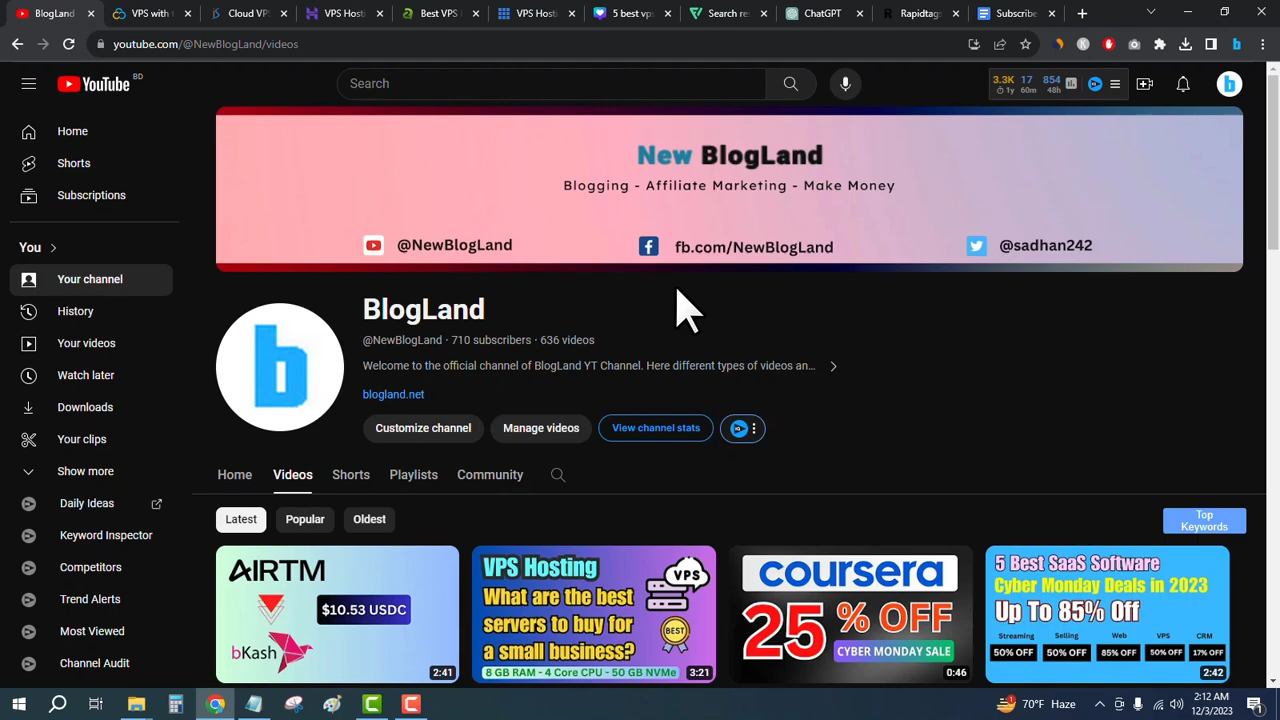 BlogLand
VPS with
Cloud VPS
VPS Hosti
Best VPS
VPS Hosti
5 best vps
Search res
ChatGPT
Rapidtags
Subscribe
youtube.com/@NewBlogLand/videos
YouTube BD
Search
3.3K 17 854
1y 60m 48h
b
Home
Shorts
Subscriptions
You
Your channel
History
Your videos
Watch later
Downloads
Your clips
Show more
Daily Ideas
Keyword Inspector
Competitors
Trend Alerts
Most Viewed
Channel Audit
New BlogLand
Blogging - Affiliate Marketing - Make Money
@NewBlogLand
fb.com/NewBlogLand
@sadhan242
b
BlogLand
@NewBlogLand · 710 subscribers · 636 videos
Welcome to the official channel of BlogLand YT Channel. Here different types of videos an...
blogland.net
Customize channel
Manage videos
View channel stats
Home
Videos
Shorts
Playlists
Community
Latest
Popular
Oldest
Top
Keywords
AIRTM
$10.53 USDC
bKash
2:41
VPS Hosting
What are the best
servers to buy for
a small business?
8 GB RAM - 4 Core CPU - 50 GB NVMe
VPS
BEST
3:21
coursera
25% OFF
CYBER MONDAY SALE
0:46
5 Best SaaS Software
Cyber Monday Deals in 2023
Up To 85% Off
Streaming Selling Web VPS CRM
50% OFF 50% OFF 85% OFF 50% OFF 17% OFF
2:42
70°F Haze
2:12 AM
12/3/2023